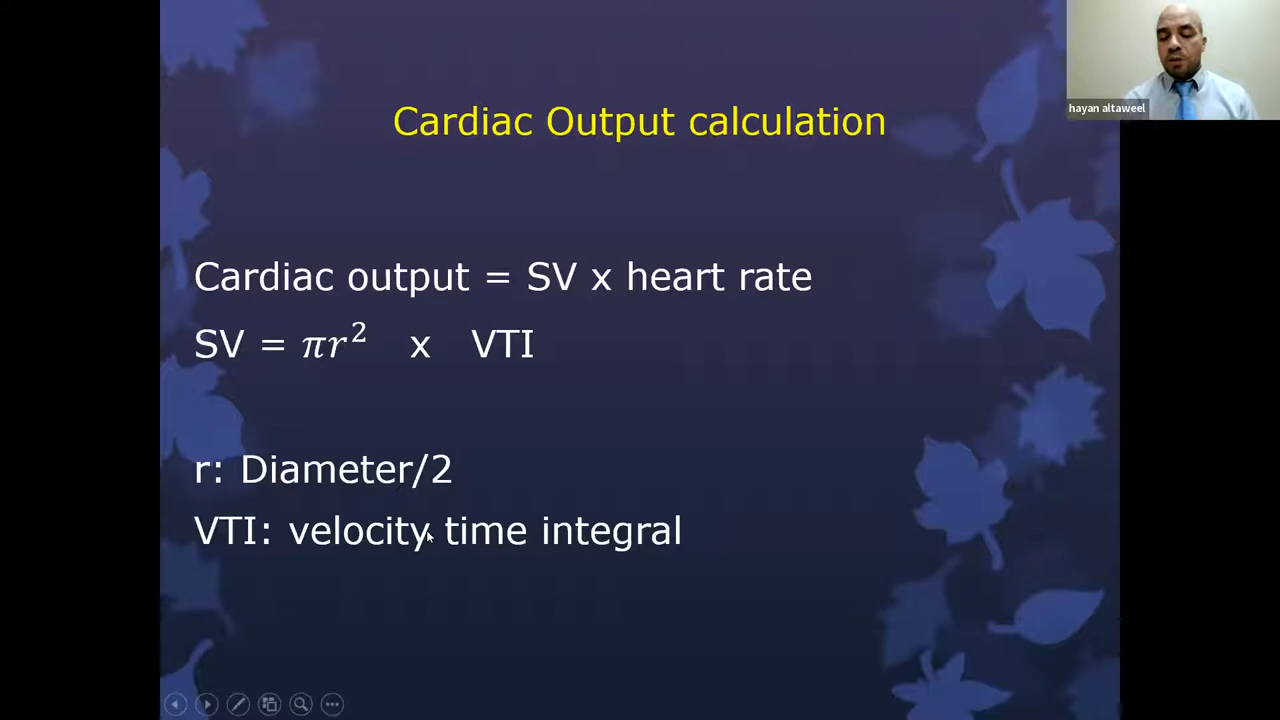 hayan altaweel
Cardiac Output calculation
Cardiac output = SV x heart rate
SV = 𝜋𝑟² x VTI
r: Diameter/2
VTI: velocity time integral